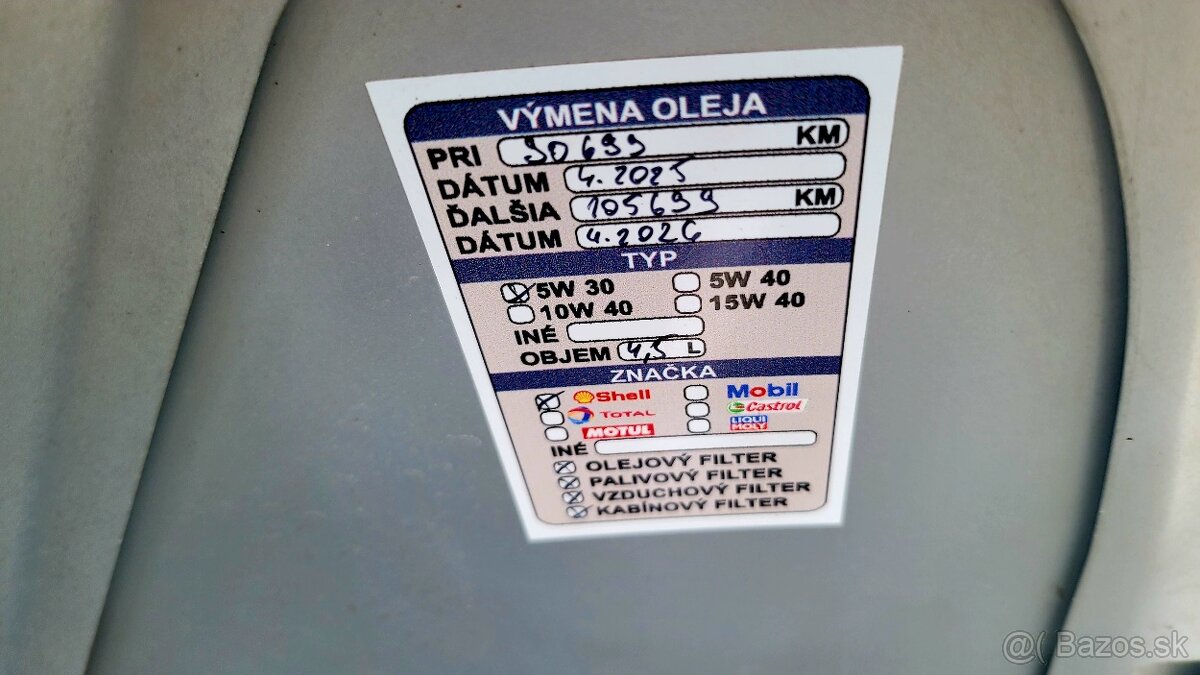 VÝMENA OLEJA
PRI 90699 KM
DÁTUM 4.2025
ĎALŠIA 105699 KM
DÁTUM 4.2026
TYP
5W 30 5W 40
10W 40 15W 40
INÉ
OBJEM 4,5 L
ZNAČKA
Shell Mobil
TOTAL Castrol
MOTUL LIQUI MOLY
INÉ
OLEJOVÝ FILTER
PALIVOVÝ FILTER
VZDUCHOVÝ FILTER
KABÍNOVÝ FILTER
@( Bazos.sk